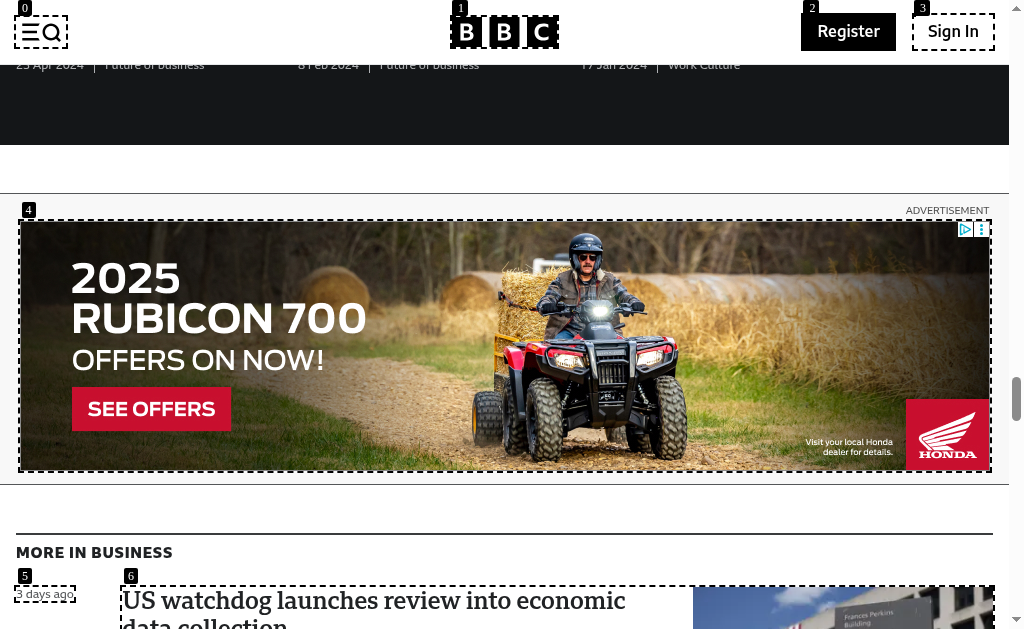 0
1
2
3
BBC
Register
Sign In
25 Apr 2024 | Future of Business
8 Feb 2024 | Future of Business
17 Jan 2024 | Work Culture
4
ADVERTISEMENT
2025
RUBICON 700
OFFERS ON NOW!
SEE OFFERS
Visit your local Honda
dealer for details.
HONDA
MORE IN BUSINESS
5
6
3 days ago
US watchdog launches review into economic
data collection
Frances Perkins
Building